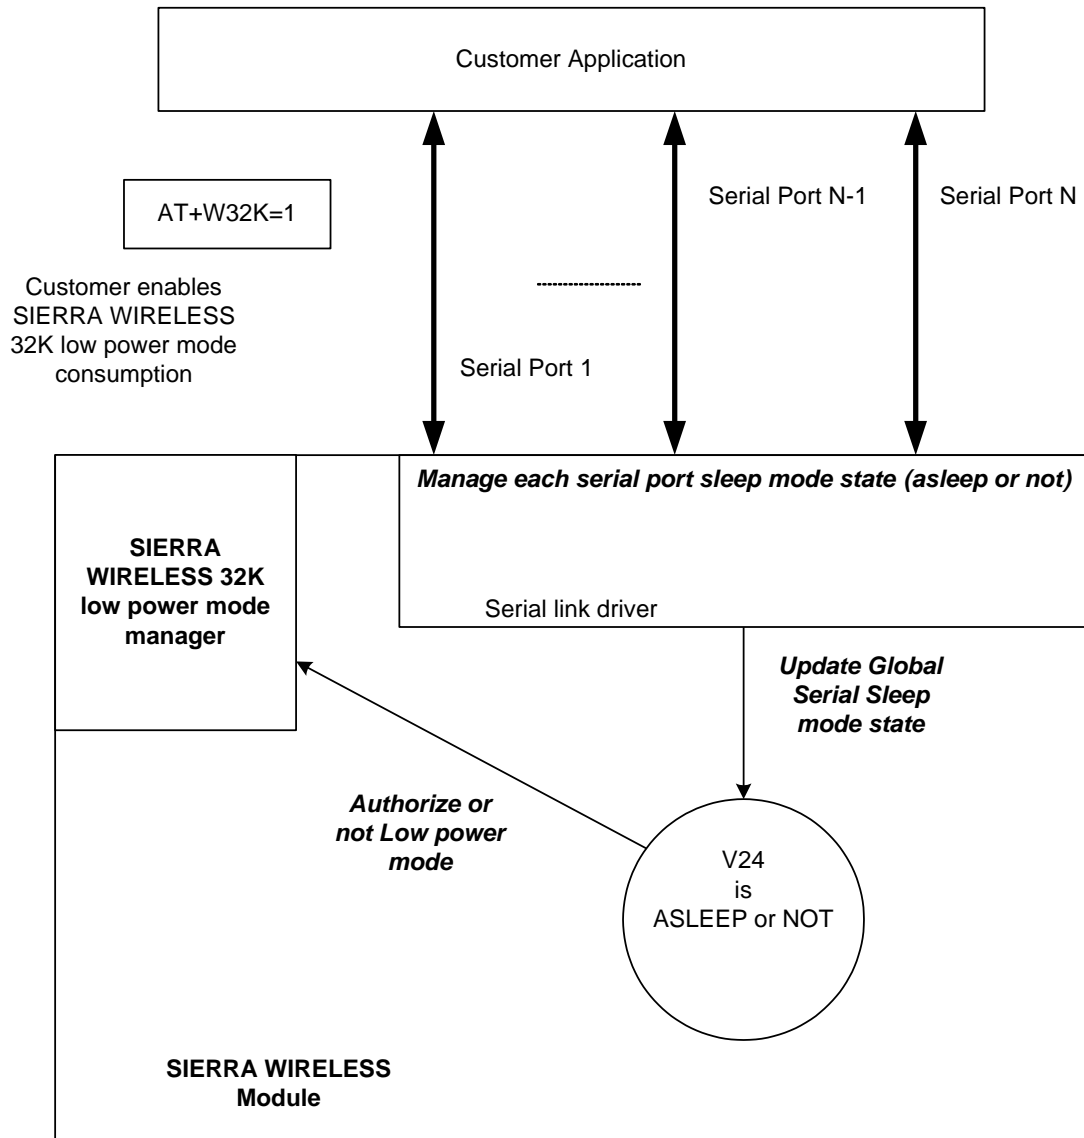 Customer Application
AT+W32K=1
Serial Port N-1
Serial Port N
Customer enables
SIERRA WIRELESS
32K low power mode
consumption
Serial Port 1
Manage each serial port sleep mode state (asleep or not)
SIERRA
WIRELESS 32K
low power mode
manager
Serial link driver
Update Global
Serial Sleep
mode state
Authorize or
not Low power
mode
V24
is
ASLEEP or NOT
SIERRA WIRELESS
Module